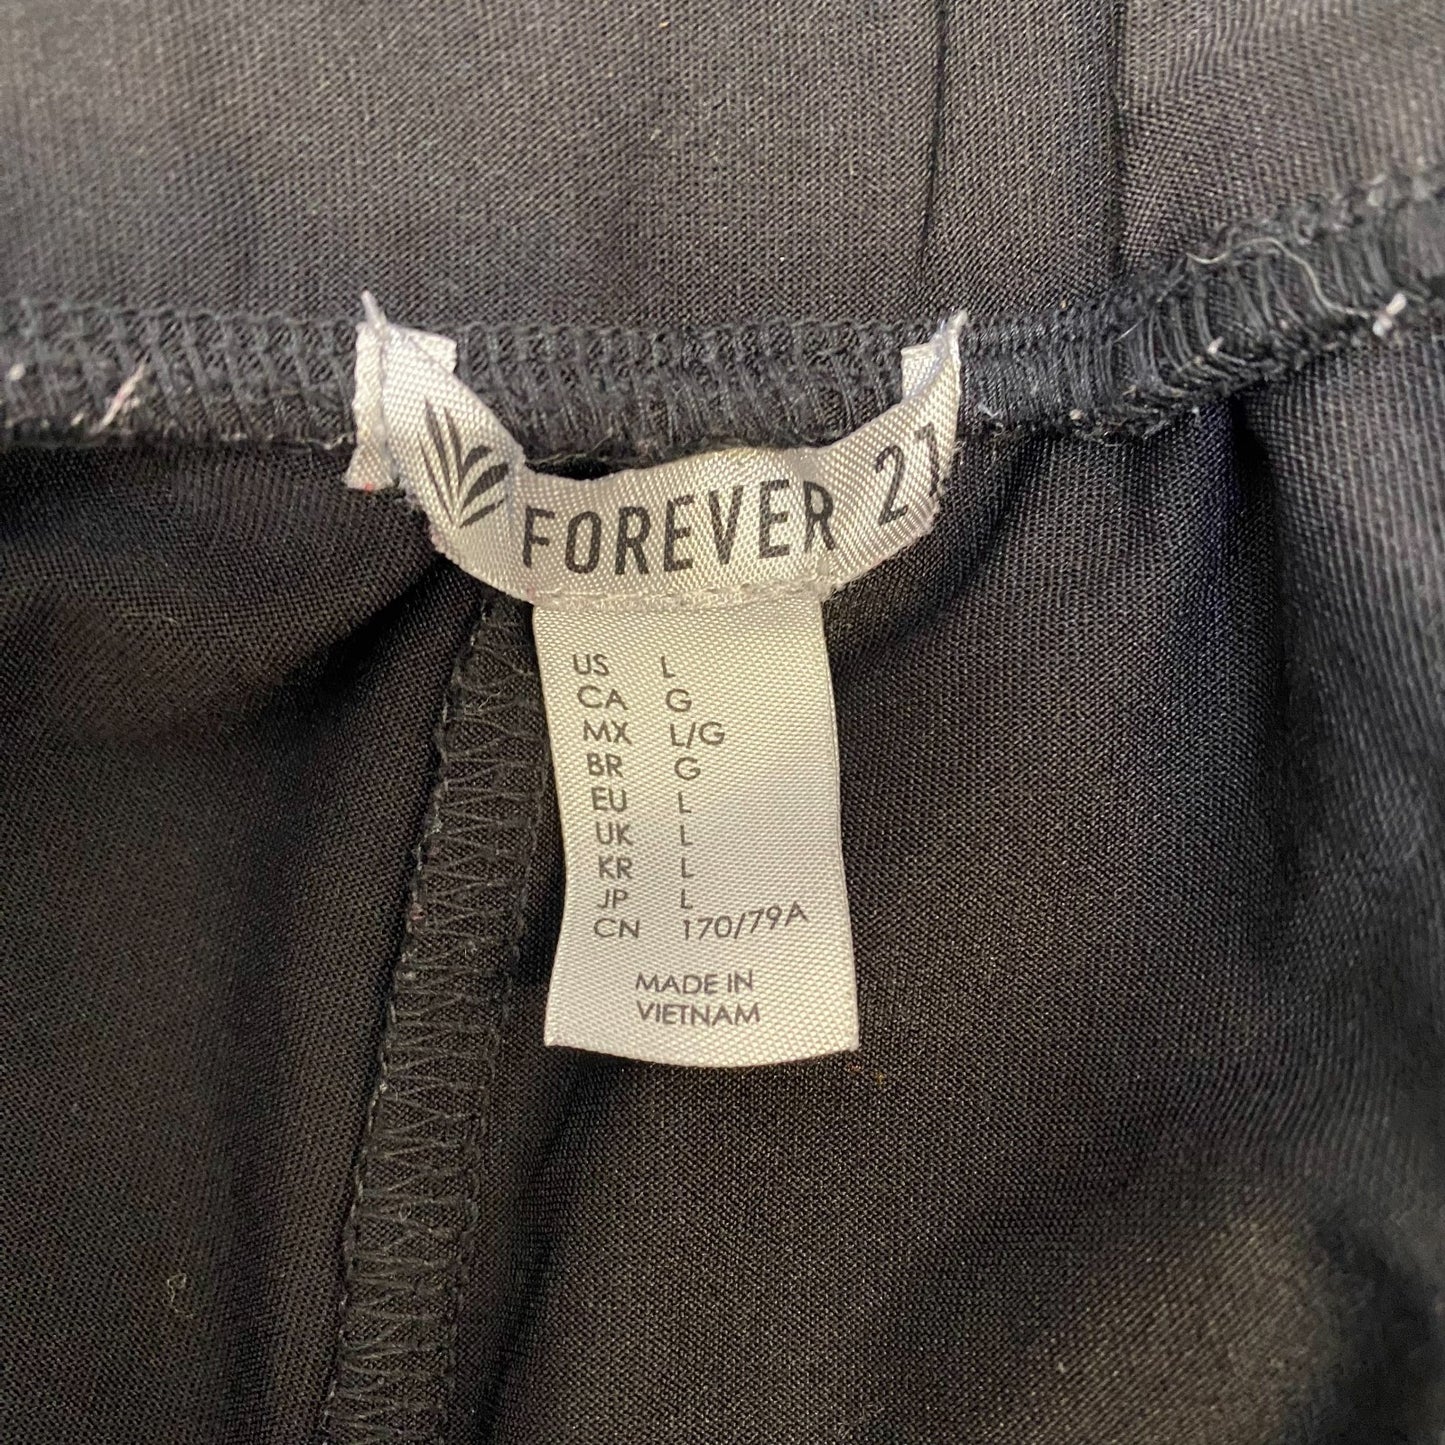 FOREVER 21
US L
CA G
MX L/G
BR G
EU L
UK L
KR L
JP L
CN 170/79A
MADE IN
VIETNAM